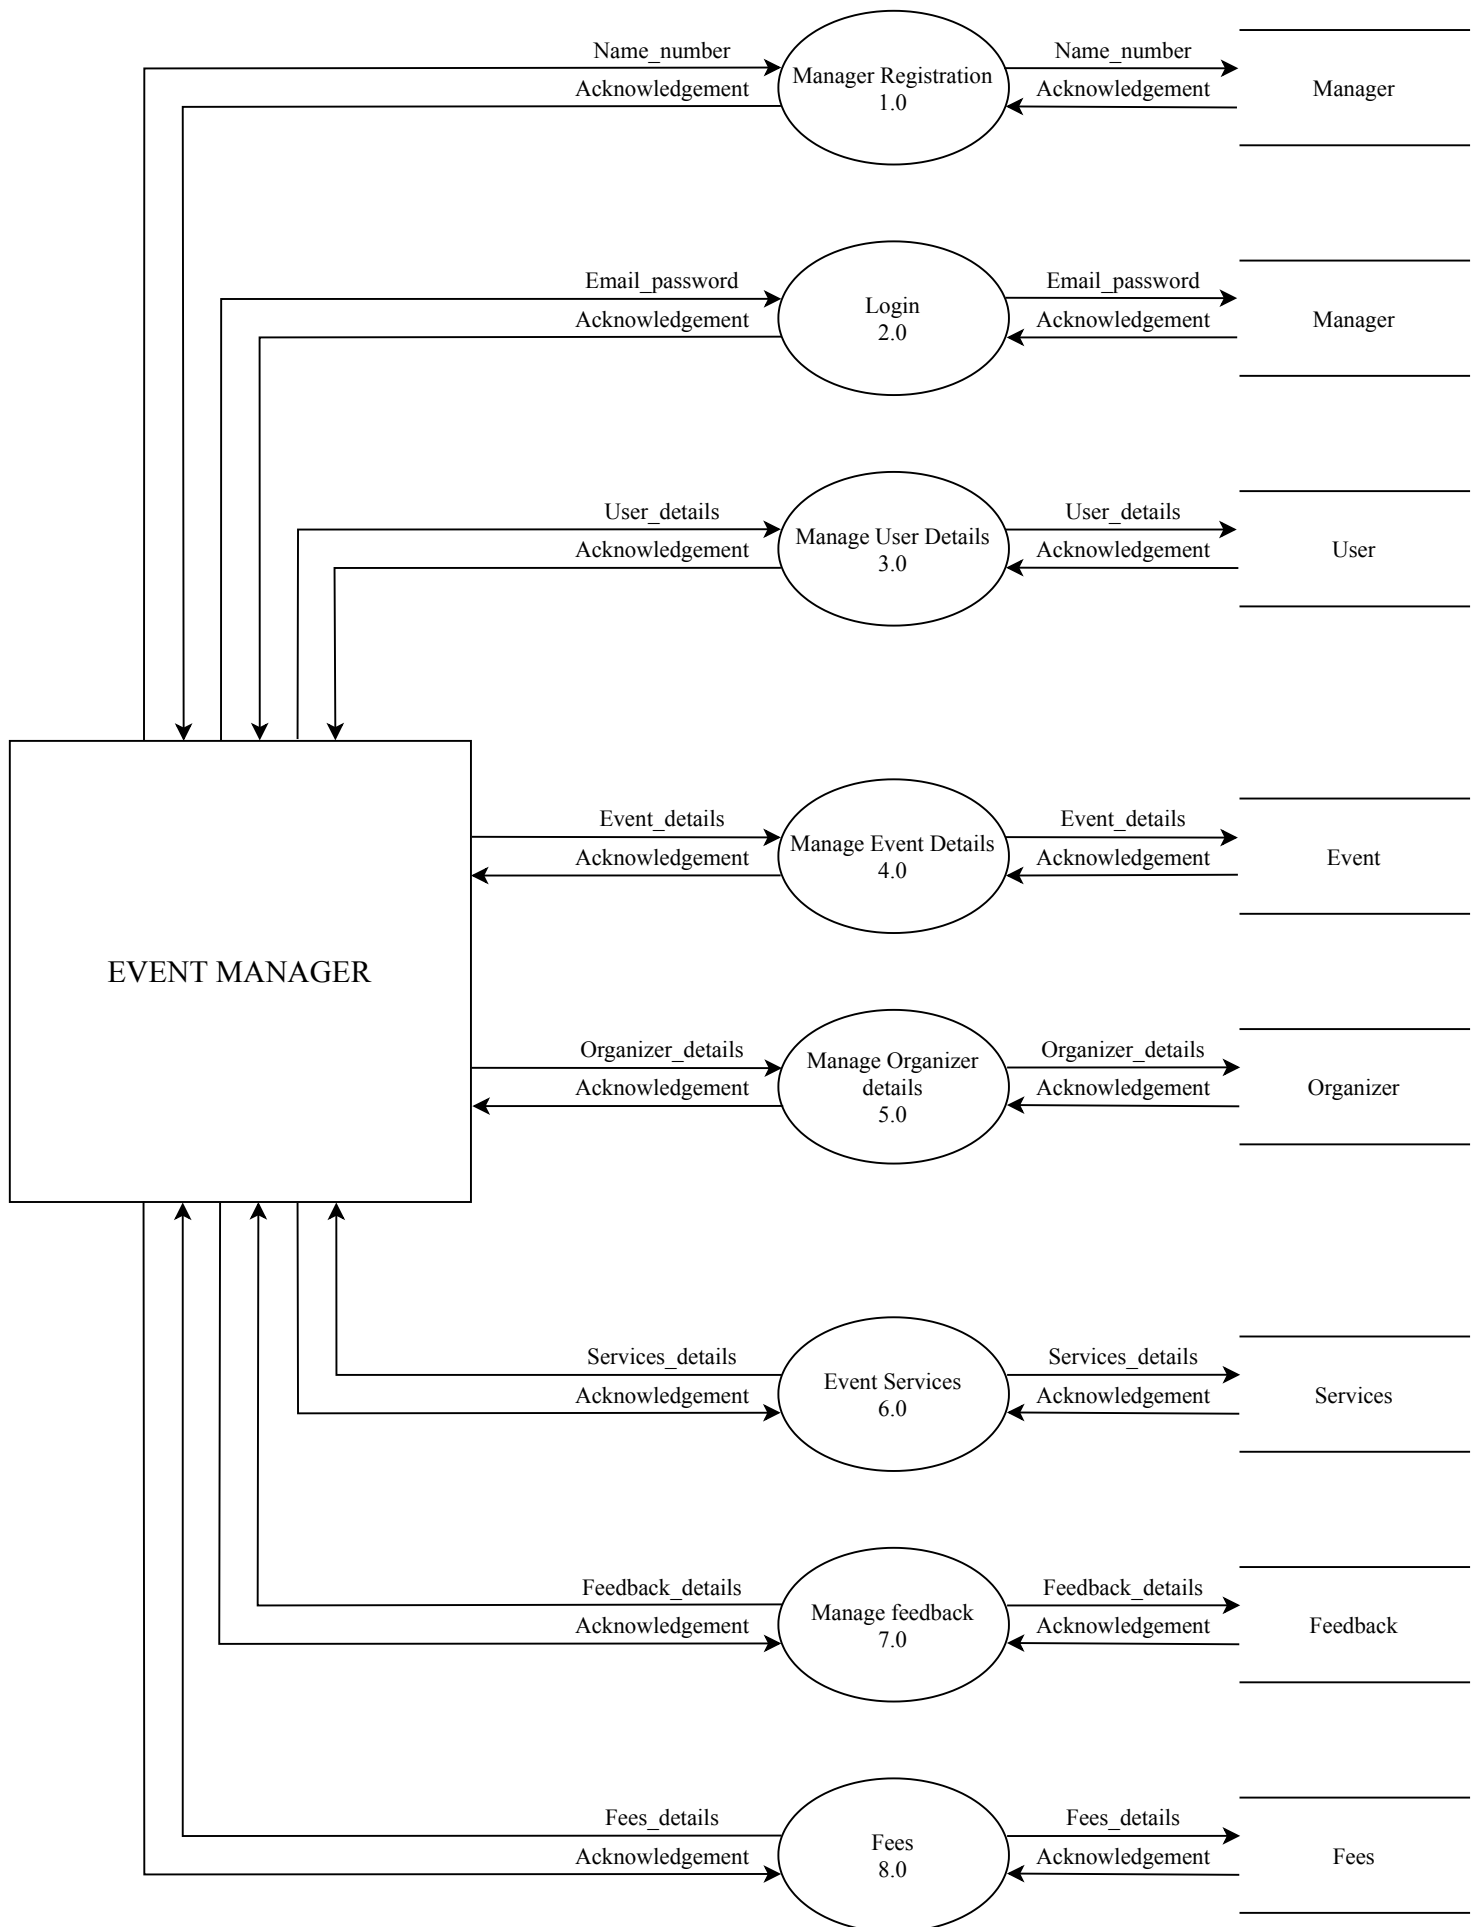 Name_number
Name_number
Manager Registration
1.0
Manager
Acknowledgement
Acknowledgement
Email_password
Email_password
Login
2.0
Manager
Acknowledgement
Acknowledgement
User_details
User_details
Manage User Details
3.0
User
Acknowledgement
Acknowledgement
Event_details
Event_details
Manage Event Details
4.0
Event
Acknowledgement
Acknowledgement
EVENT MANAGER
Organizer_details
Organizer_details
Manage Organizer
details
5.0
Organizer
Acknowledgement
Acknowledgement
Services_details
Services_details
Event Services
6.0
Services
Acknowledgement
Acknowledgement
Feedback_details
Feedback_details
Manage feedback
7.0
Feedback
Acknowledgement
Acknowledgement
Fees_details
Fees_details
Fees
8.0
Fees
Acknowledgement
Acknowledgement